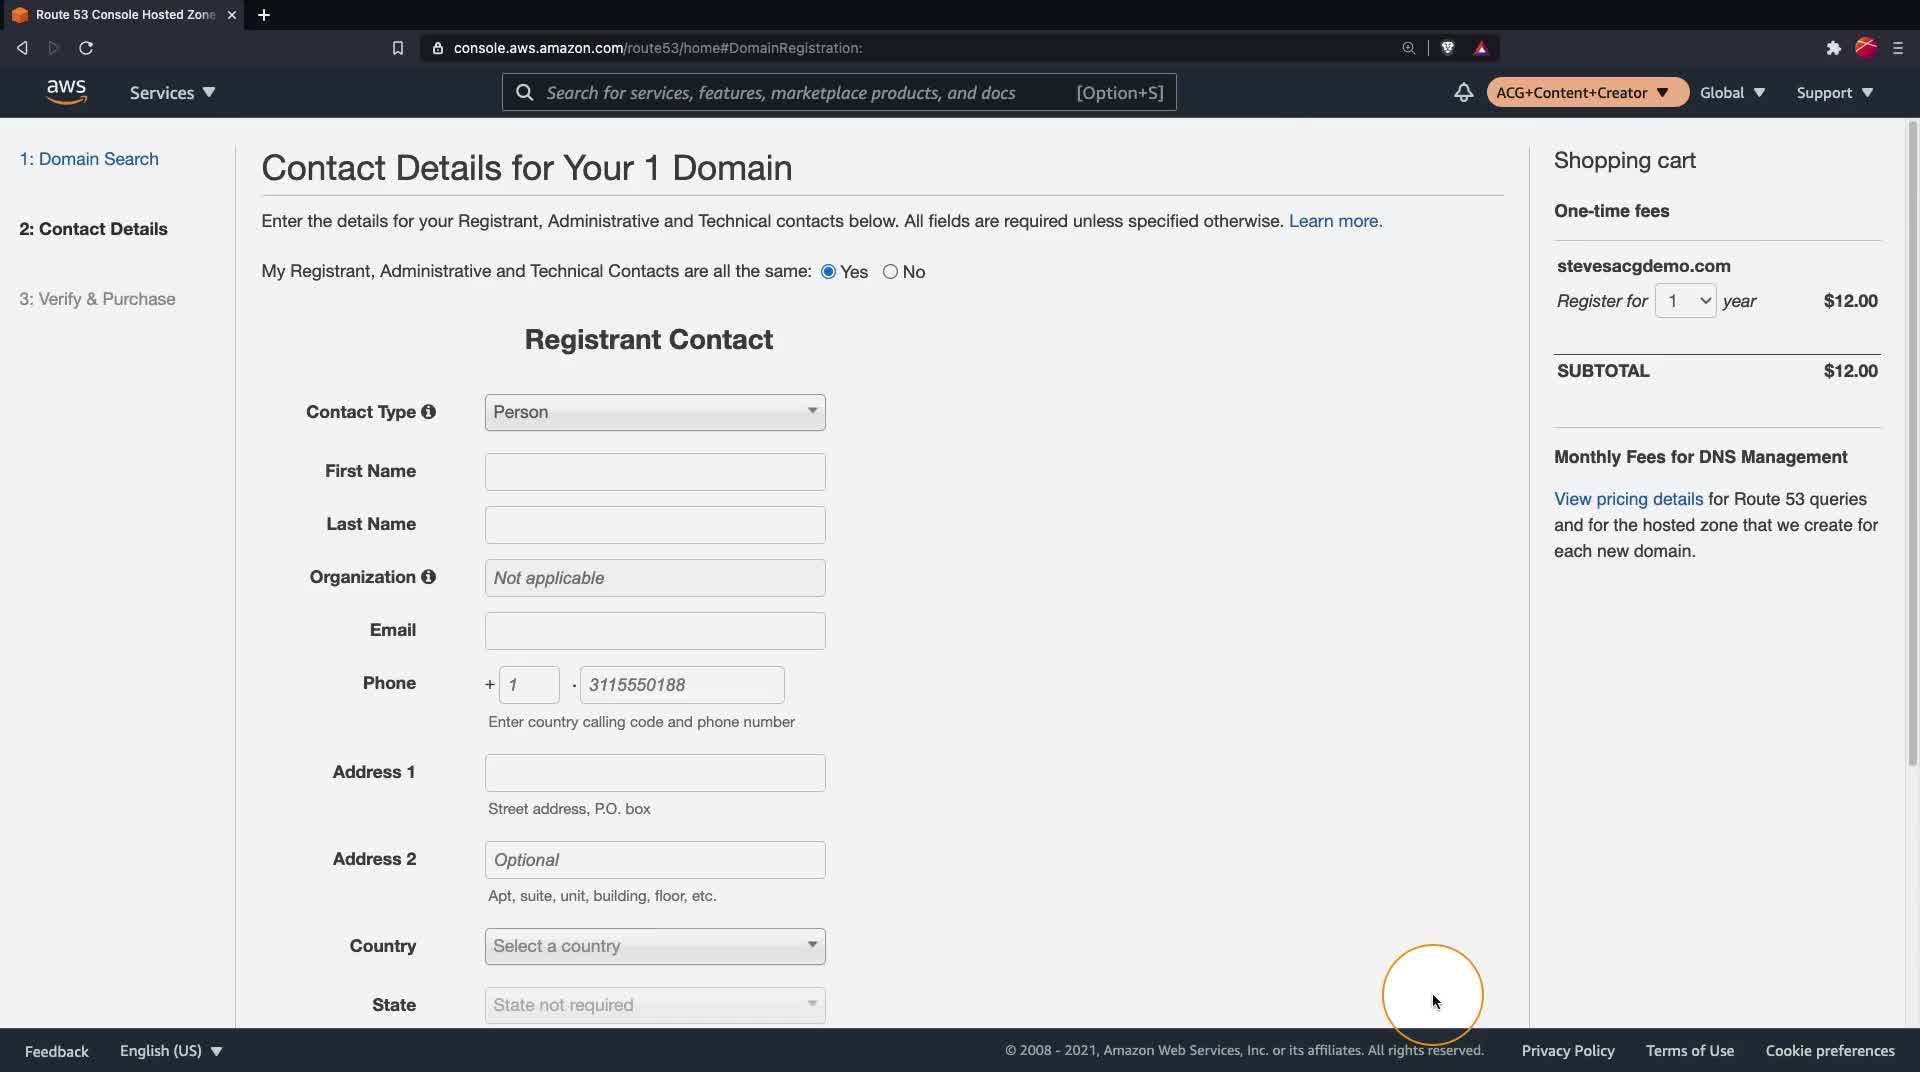 Route 53 Console Hosted Zone
console.aws.amazon.com/route53/home#DomainRegistration:
aws
Services
Search for services, features, marketplace products, and docs
[Option+S]
ACG+Content+Creator
Global
Support
1: Domain Search
2: Contact Details
3: Verify & Purchase
Contact Details for Your 1 Domain
Enter the details for your Registrant, Administrative and Technical contacts below. All fields are required unless specified otherwise. Learn more.
My Registrant, Administrative and Technical Contacts are all the same: Yes No
Registrant Contact
Contact Type Person
First Name
Last Name
Organization Not applicable
Email
Phone + 1 · 3115550188
Enter country calling code and phone number
Address 1
Street address, P.O. box
Address 2 Optional
Apt, suite, unit, building, floor, etc.
Country Select a country
State State not required
Shopping cart
One-time fees
stevesacgdemo.com
Register for 1 year $12.00
SUBTOTAL $12.00
Monthly Fees for DNS Management
View pricing details for Route 53 queries
and for the hosted zone that we create for
each new domain.
Feedback
English (US)
© 2008 - 2021, Amazon Web Services, Inc. or its affiliates. All rights reserved.
Privacy Policy
Terms of Use
Cookie preferences